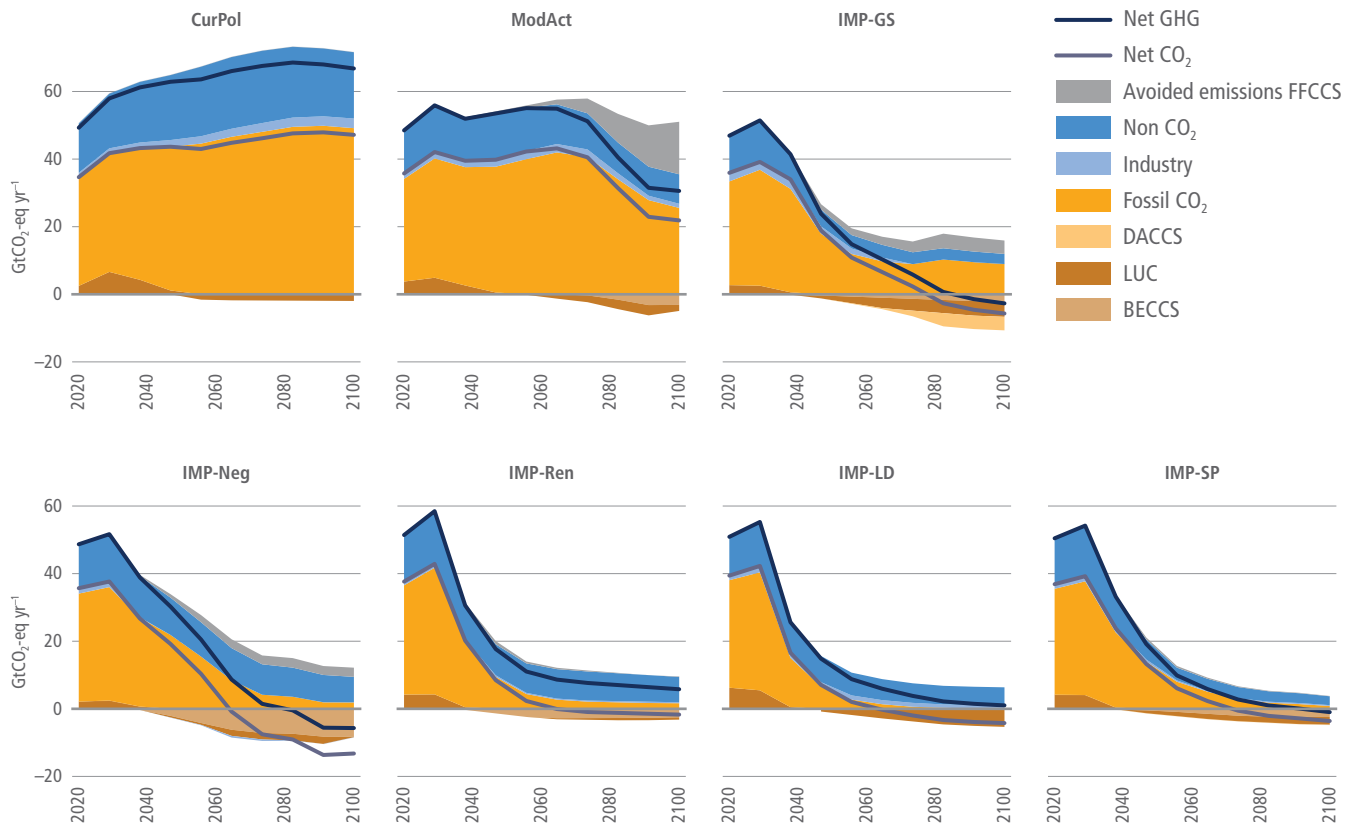 CurPol
ModAct
IMP-GS
GtCO₂-eq yr⁻¹
60
40
20
0
−20
2020
2040
2060
2080
2100
2020
2040
2060
2080
2100
2020
2040
2060
2080
2100
Net GHG
Net CO₂
Avoided emissions FFCCS
Non CO₂
Industry
Fossil CO₂
DACCS
LUC
BECCS
IMP-Neg
IMP-Ren
IMP-LD
IMP-SP
GtCO₂-eq yr⁻¹
60
40
20
0
−20
2020
2040
2060
2080
2100
2020
2040
2060
2080
2100
2020
2040
2060
2080
2100
2020
2040
2060
2080
2100